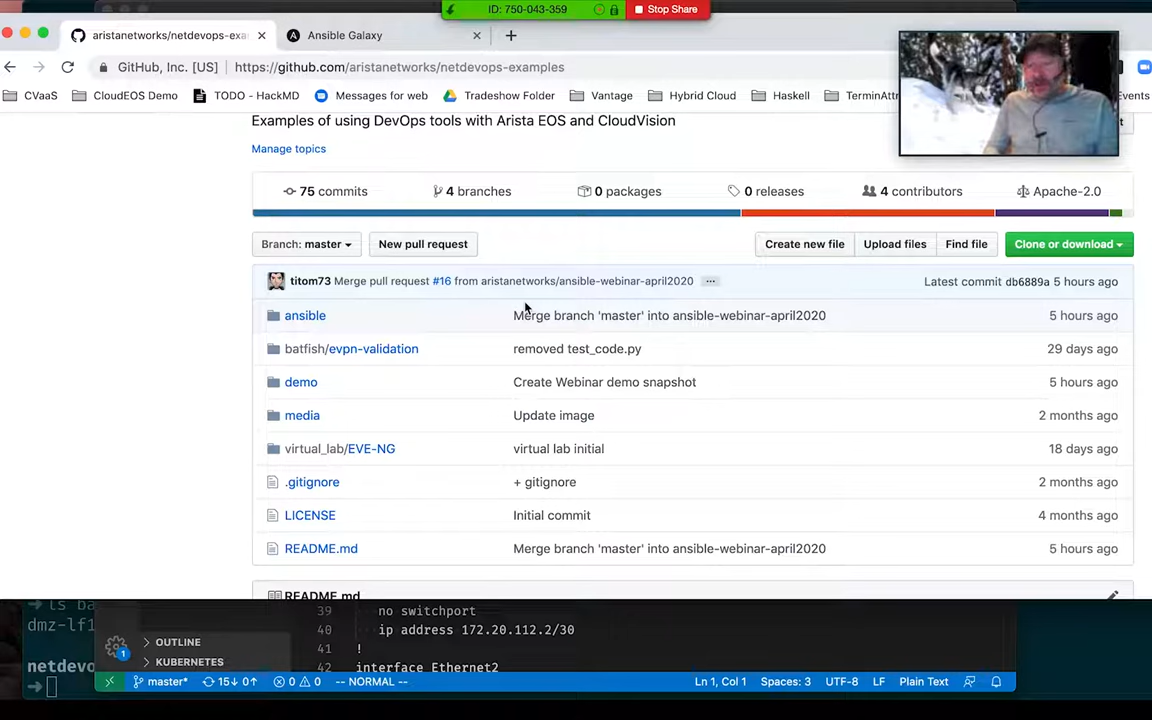 ID: 750-043-359 Stop Share
aristanetworks/netdevops-exa Ansible Galaxy
GitHub, Inc. [US] https://github.com/aristanetworks/netdevops-examples
CVaaS CloudEOS Demo TODO - HackMD Messages for web Tradeshow Folder Vantage Hybrid Cloud Haskell TerminAttr Events
Examples of using DevOps tools with Arista EOS and CloudVision
Manage topics
75 commits 4 branches 0 packages 0 releases 4 contributors Apache-2.0
Branch: master New pull request Create new file Upload files Find file Clone or download
titom73 Merge pull request #16 from aristanetworks/ansible-webinar-april2020 ... Latest commit db6889a 5 hours ago
ansible Merge branch 'master' into ansible-webinar-april2020 5 hours ago
batfish/evpn-validation removed test_code.py 29 days ago
demo Create Webinar demo snapshot 5 hours ago
media Update image 2 months ago
virtual_lab/EVE-NG virtual lab initial 18 days ago
.gitignore + gitignore 2 months ago
LICENSE Initial commit 4 months ago
README.md Merge branch 'master' into ansible-webinar-april2020 5 hours ago
README.md
ls ba 39 no switchport
dmz-lf1 40 ip address 172.20.112.2/30
1 OUTLINE 41 !
netdevo KUBERNETES 42 interface Ethernet2
master* 15↓ 0↑ 0 0 -- NORMAL -- Ln 1, Col 1 Spaces: 3 UTF-8 LF Plain Text